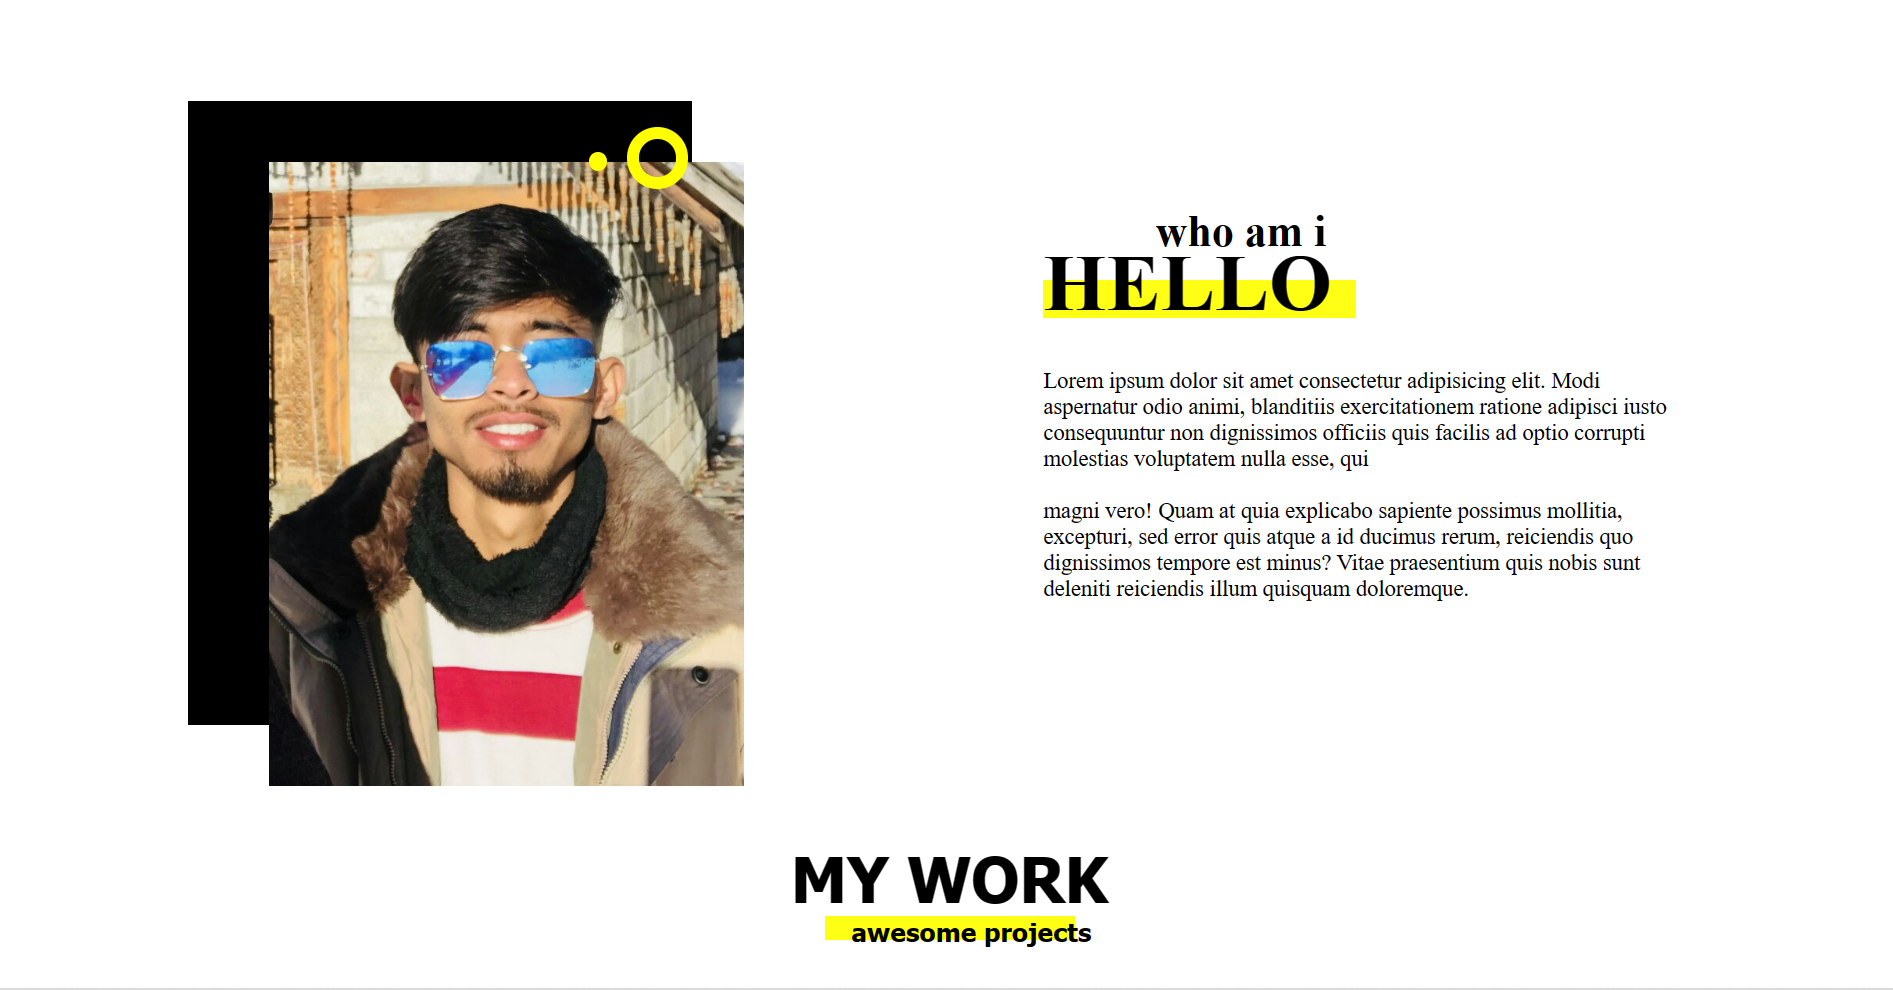 who am i
HELLO
Lorem ipsum dolor sit amet consectetur adipisicing elit. Modi
aspernatur odio animi, blanditiis exercitationem ratione adipisci iusto
consequuntur non dignissimos officiis quis facilis ad optio corrupti
molestias voluptatem nulla esse, qui
magni vero! Quam at quia explicabo sapiente possimus mollitia,
excepturi, sed error quis atque a id ducimus rerum, reiciendis quo
dignissimos tempore est minus? Vitae praesentium quis nobis sunt
deleniti reiciendis illum quisquam doloremque.
MY WORK
awesome projects